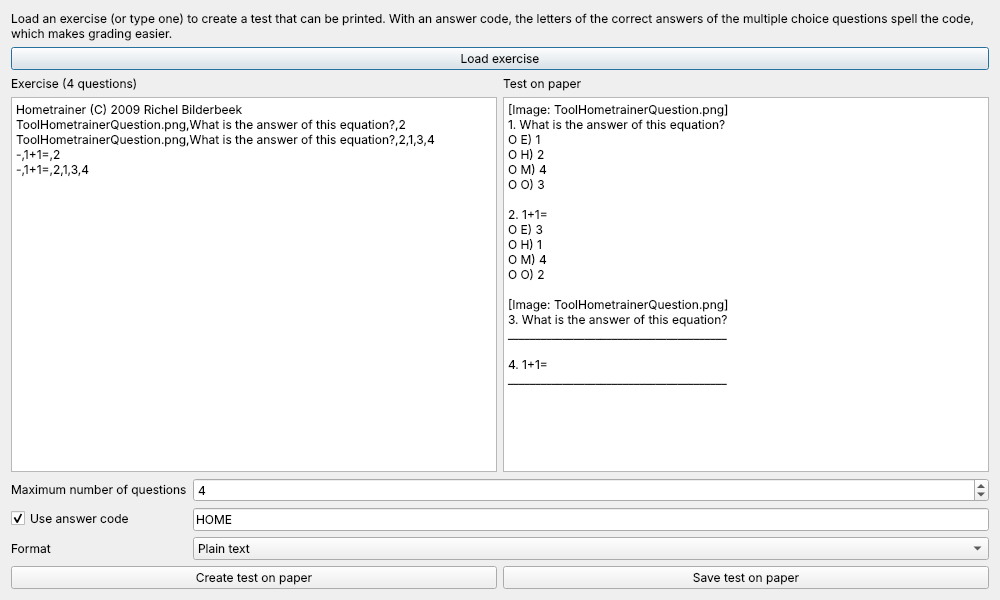 Load an exercise (or type one) to create a test that can be printed. With an answer code, the letters of the correct answers of the multiple choice questions spell the code,
which makes grading easier.
Load exercise
Exercise (4 questions)
Hometrainer (C) 2009 Richel Bilderbeek
ToolHometrainerQuestion.png,What is the answer of this equation?,2
ToolHometrainerQuestion.png,What is the answer of this equation?,2,1,3,4
-,1+1=,2
-,1+1=,2,1,3,4
Test on paper
[Image: ToolHometrainerQuestion.png]
1. What is the answer of this equation?
O E) 1
O H) 2
O M) 4
O O) 3
2. 1+1=
O E) 3
O H) 1
O M) 4
O O) 2
[Image: ToolHometrainerQuestion.png]
3. What is the answer of this equation?
________________________________________
4. 1+1=
________________________________________
Maximum number of questions 4
Use answer code HOME
Format Plain text
Create test on paper
Save test on paper